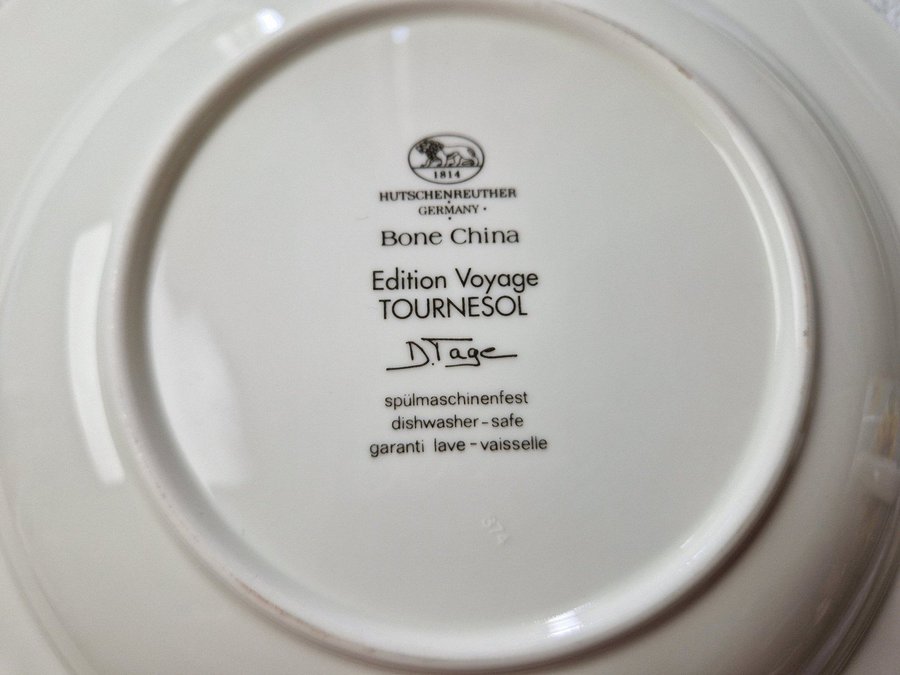 1814
HUTSCHENREUTHER
GERMANY
Bone China
Edition Voyage
TOURNESOL
D.Tage
spülmaschinenfest
dishwasher-safe
garanti lave-vaisselle